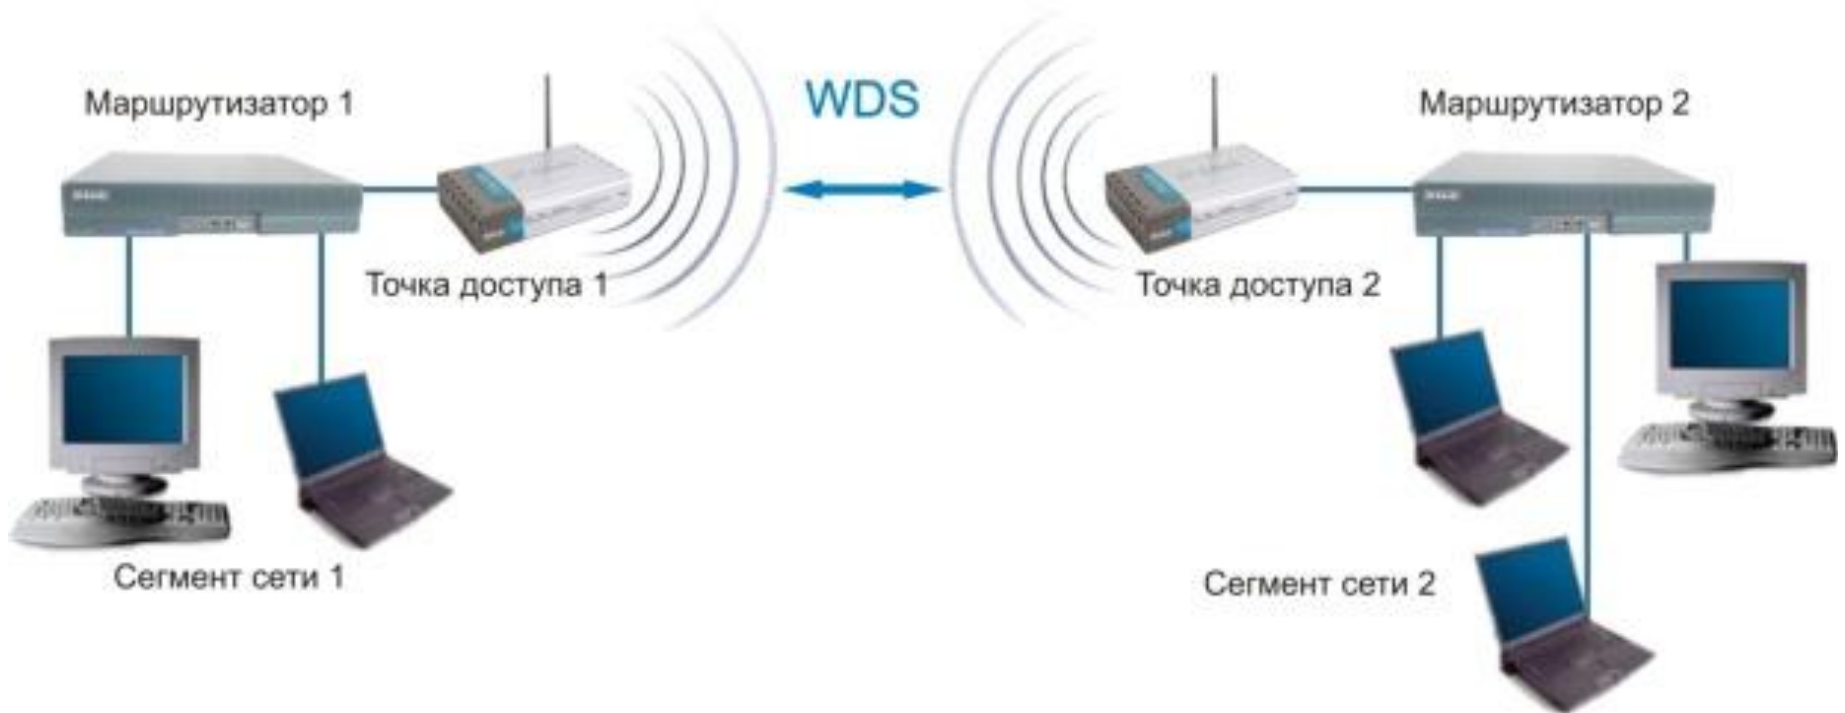 Маршрутизатор 1
WDS
Маршрутизатор 2
Точка доступа 1
Точка доступа 2
Сегмент сети 1
Сегмент сети 2